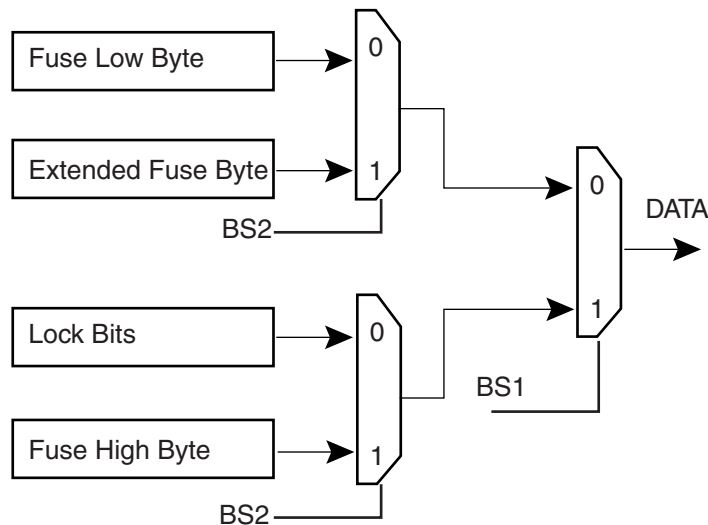 Fuse Low Byte
0
Extended Fuse Byte
1
BS2
0
DATA
Lock Bits
0
1
BS1
Fuse High Byte
1
BS2